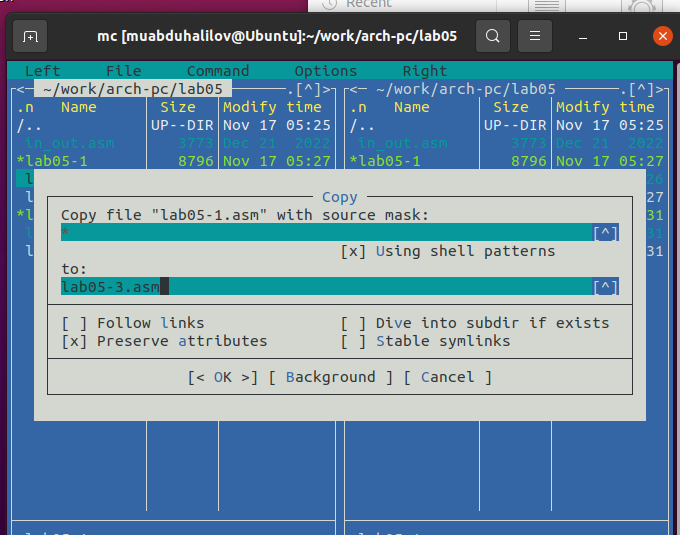 Recent
mc [muabduhalilov@Ubuntu]:~/work/arch-pc/lab05
Left File Command Options Right
<─ ~/work/arch-pc/lab05 ─.[^]> <─ ~/work/arch-pc/lab05 ─.[^]>
.n Name Size Modify time .n Name Size Modify time
/.. UP--DIR Nov 17 05:25 /.. UP--DIR Nov 17 05:25
in_out.asm 3773 Dec 21 2022 in_out.asm 3773 Dec 21 2022
*lab05-1 8796 Nov 17 05:27 *lab05-1 8796 Nov 17 05:27
26
27
31
31
31
Copy
Copy file "lab05-1.asm" with source mask:
* [^]
[x] Using shell patterns
to:
lab05-3.asm [^]
[ ] Follow links [ ] Dive into subdir if exists
[x] Preserve attributes [ ] Stable symlinks
[< OK >] [ Background ] [ Cancel ]